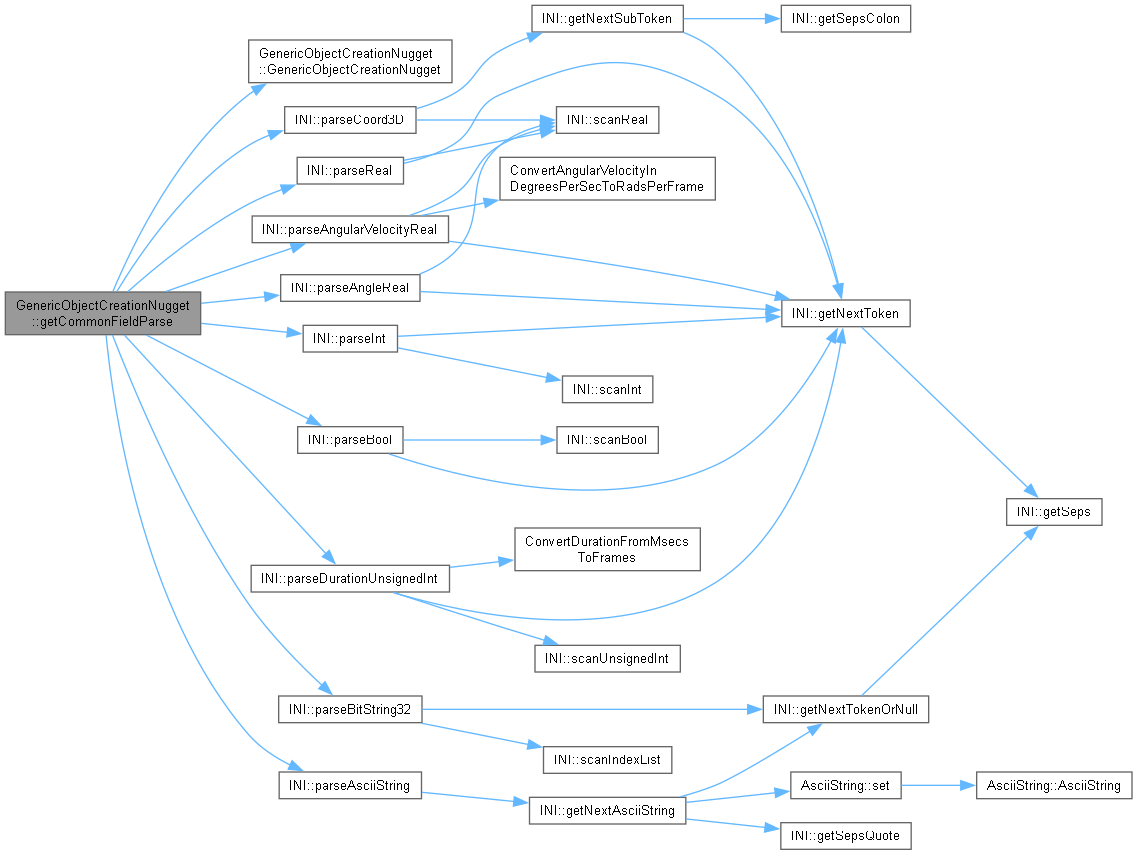 INI::getNextSubToken
INI::getSepsColon
GenericObjectCreationNugget
::GenericObjectCreationNugget
INI::parseCoord3D
INI::scanReal
INI::parseReal
ConvertAngularVelocityIn
DegreesPerSecToRadsPerFrame
INI::parseAngularVelocityReal
INI::parseAngleReal
GenericObjectCreationNugget
::getCommonFieldParse
INI::getNextToken
INI::parseInt
INI::scanInt
INI::parseBool
INI::scanBool
INI::getSeps
ConvertDurationFromMsecs
ToFrames
INI::parseDurationUnsignedInt
INI::scanUnsignedInt
INI::parseBitString32
INI::getNextTokenOrNull
INI::scanIndexList
INI::parseAsciiString
AsciiString::set
AsciiString::AsciiString
INI::getNextAsciiString
INI::getSepsQuote